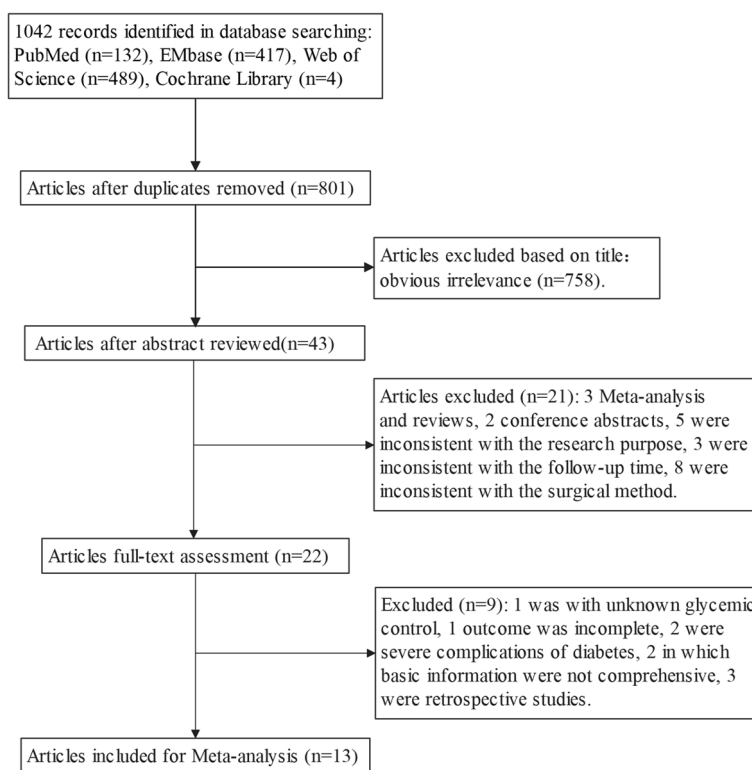 1042 records identified in database searching:
PubMed (n=132), EMbase (n=417), Web of
Science (n=489), Cochrane Library (n=4)
Articles after duplicates removed (n=801)
Articles excluded based on title：
obvious irrelevance (n=758).
Articles after abstract reviewed(n=43)
Articles excluded (n=21): 3 Meta-analysis
and reviews, 2 conference abstracts, 5 were
inconsistent with the research purpose, 3 were
inconsistent with the follow-up time, 8 were
inconsistent with the surgical method.
Articles full-text assessment (n=22)
Excluded (n=9): 1 was with unknown glycemic
control, 1 outcome was incomplete, 2 were
severe complications of diabetes, 2 in which
basic information were not comprehensive, 3
were retrospective studies.
Articles included for Meta-analysis (n=13)